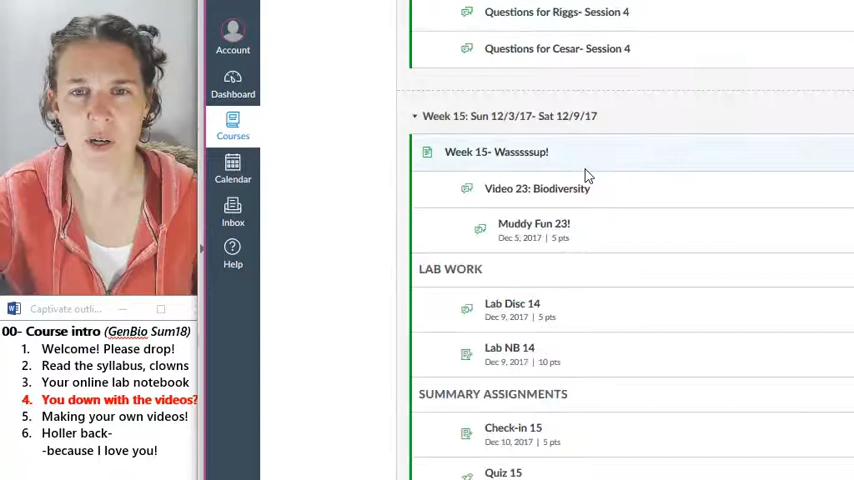 Account
Dashboard
Courses
Calendar
Inbox
Help
Questions for Riggs- Session 4
Questions for Cesar- Session 4
Week 15: Sun 12/3/17- Sat 12/9/17
Week 15- Wasssssup!
Video 23: Biodiversity
Muddy Fun 23!
Dec 5, 2017 | 5 pts
LAB WORK
Lab Disc 14
Dec 9, 2017 | 5 pts
Lab NB 14
Dec 9, 2017 | 10 pts
SUMMARY ASSIGNMENTS
Check-in 15
Dec 10, 2017 | 5 pts
Quiz 15
Captivate outli...
00- Course intro (GenBio Sum18)
1. Welcome! Please drop!
2. Read the syllabus, clowns
3. Your online lab notebook
4. You down with the videos?
5. Making your own videos!
6. Holler back-
-because I love you!